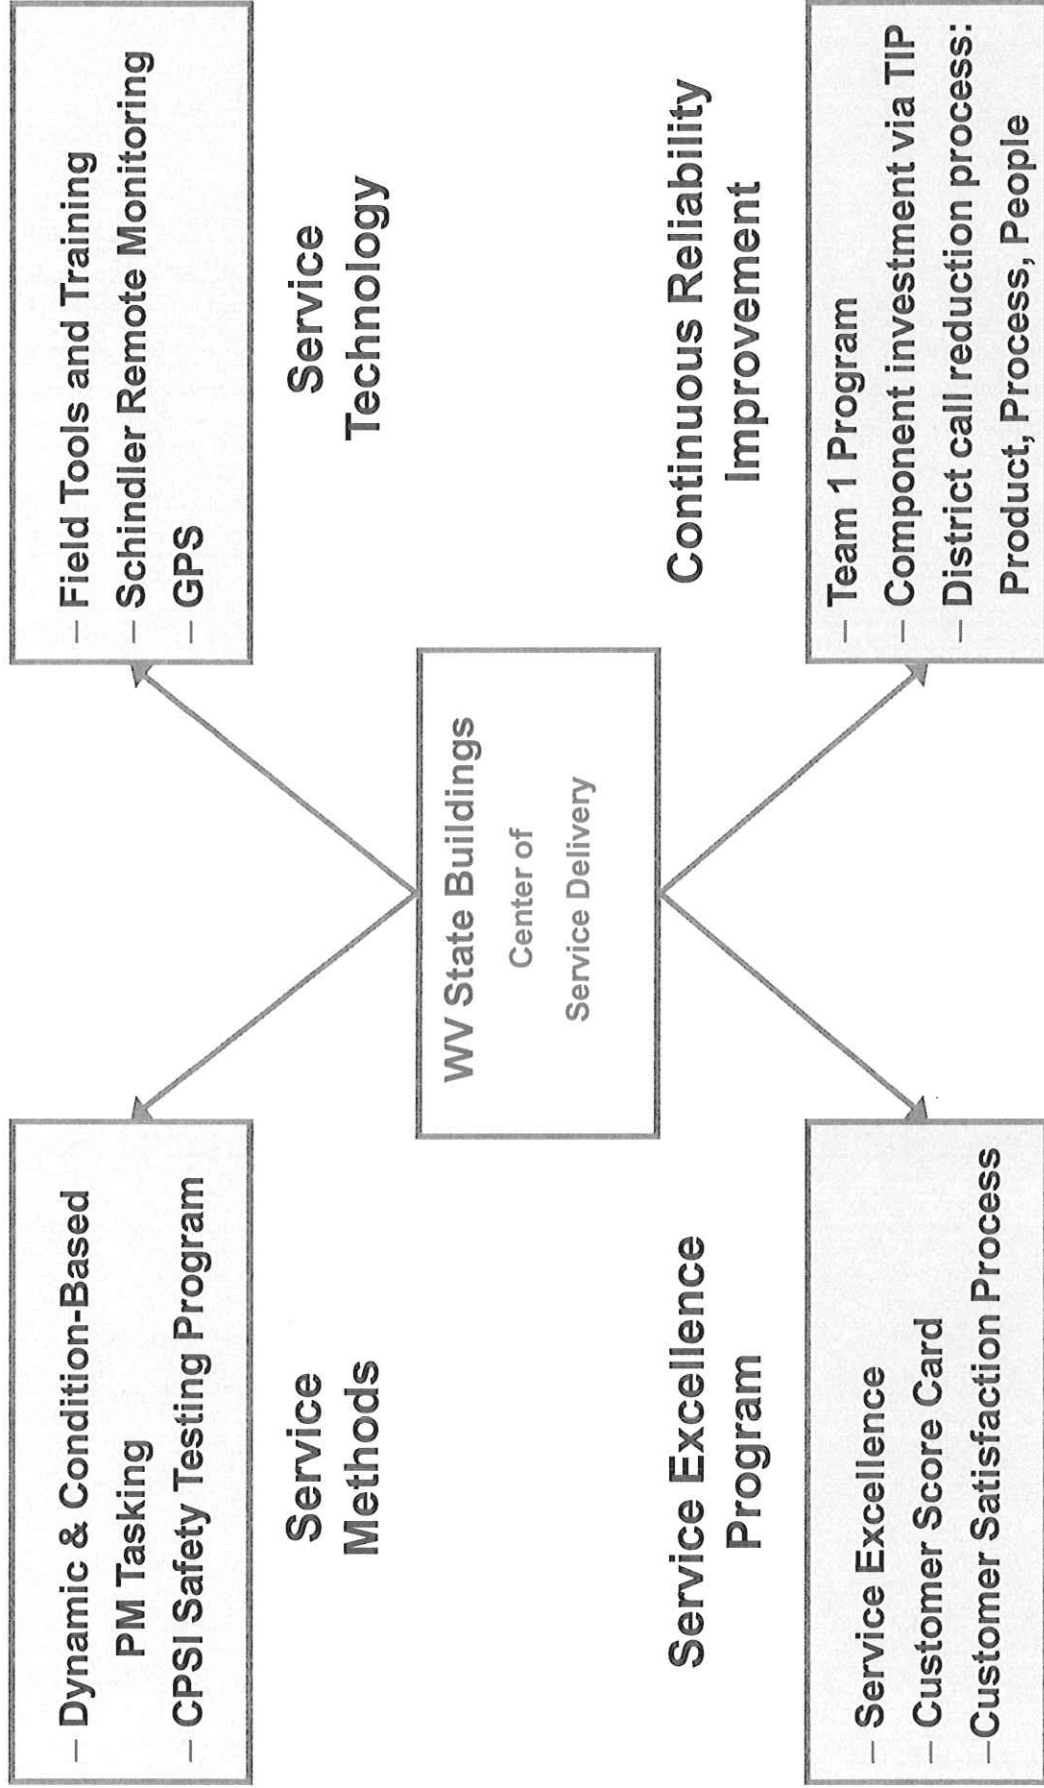 – Dynamic & Condition-Based
PM Tasking
– CPSI Safety Testing Program
Service
Methods
– Field Tools and Training
– Schindler Remote Monitoring
– GPS
Service
Technology
WV State Buildings
Center of
Service Delivery
Service Excellence
Program
– Service Excellence
– Customer Score Card
–Customer Satisfaction Process
Continuous Reliability
Improvement
– Team 1 Program
– Component investment via TIP
– District call reduction process:
Product, Process, People